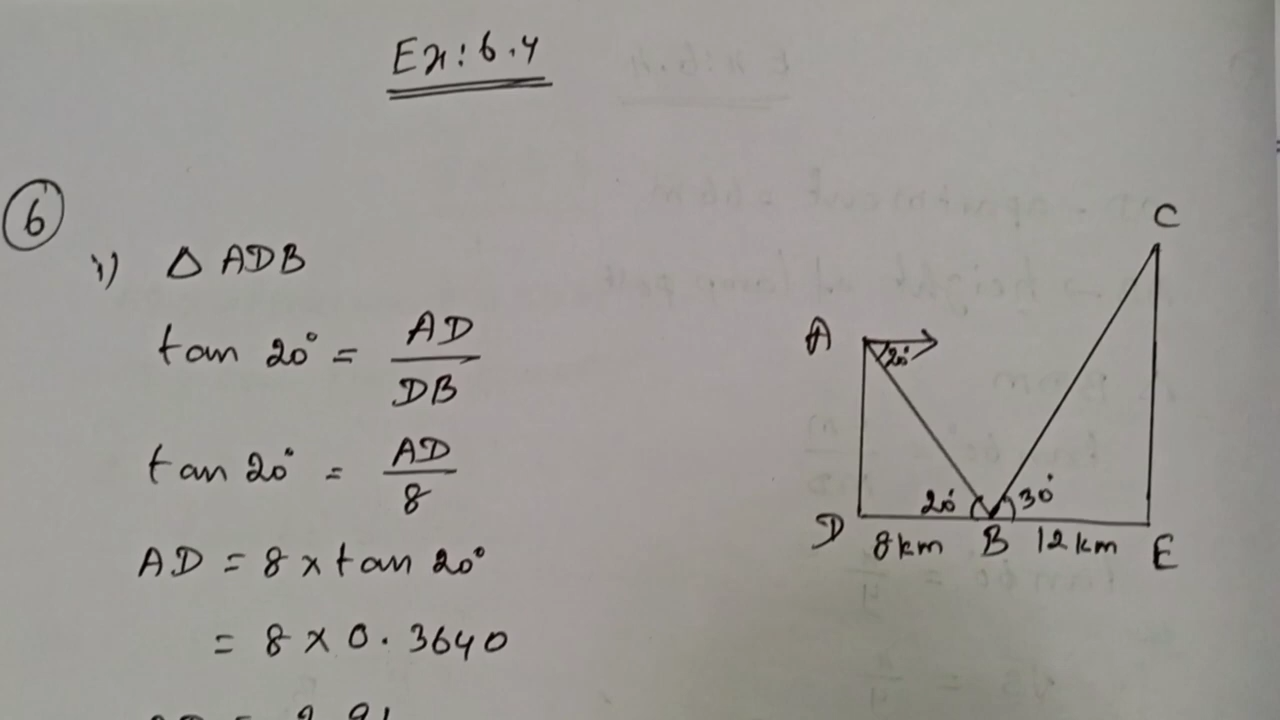 Ex: 6.4
6
i) Δ ADB
tan 20° = AD/DB
tan 20° = AD/8
AD = 8 × tan 20°
= 8 × 0.3640
C
A
20°
20° 30°
D 8km B 12km E